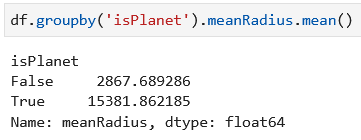 df.groupby('isPlanet').meanRadius.mean()
isPlanet
False     2867.689286
True     15381.862185
Name: meanRadius, dtype: float64